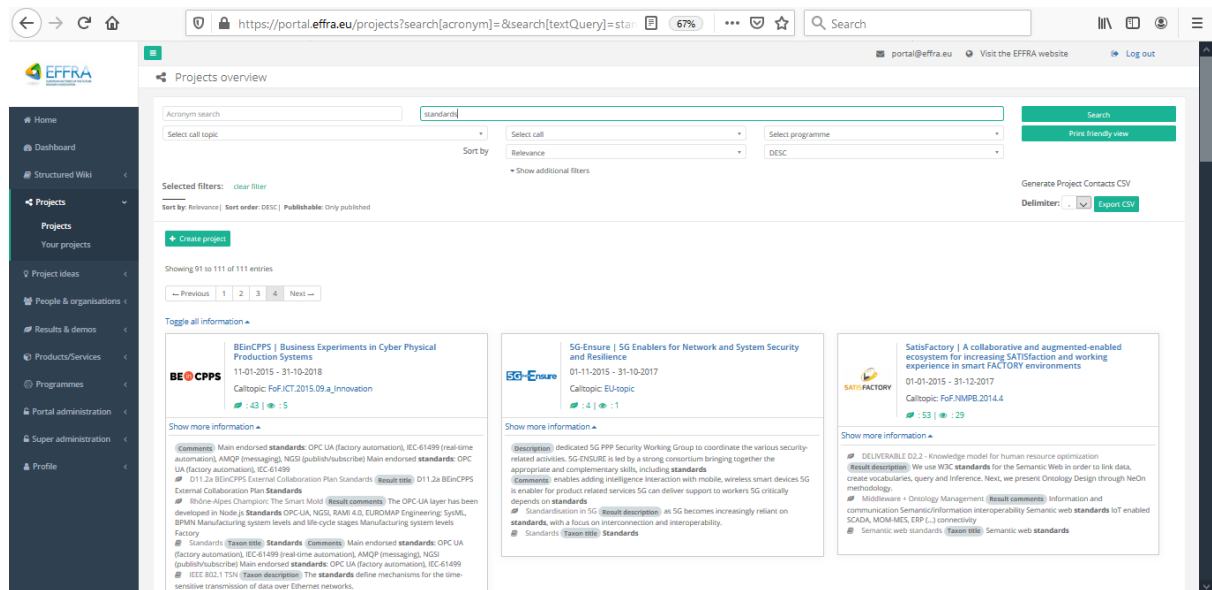 https://portal.effra.eu/projects?search[acronym]=&search[textQuery]=star
67%
Search
EFFRA
portal@effra.eu
Visit the EFFRA website
Log out
Projects overview
Home
Dashboard
Structured Wiki
Projects
Projects
Your projects
Project ideas
People & organisations
Results & demos
Products/Services
Programmes
Portal administration
Super administration
Profile
Acronym search
standards
Search
Select call topic
Select call
Select programme
Print friendly view
Sort by
Relevance
DESC
Show additional filters
Selected filters: clear filter
Generate Project Contacts CSV
Sort by: Relevance| Sort order: DESC| Publishable: Only published
Delimiter: .
Export CSV
+ Create project
Showing 91 to 111 of 111 entries
← Previous 1 2 3 4 Next →
Toggle all information
BEinCPPS | Business Experiments in Cyber Physical
Production Systems
BE CPPS
11-01-2015 - 31-10-2018
Calltopic: FoF.ICT.2015.09.a_Innovation
: 43 | : 5
Show more information
Comments Main endorsed standards: OPC UA (factory automation), IEC-61499 (real-time
automation), AMQP (messaging), NGSI (publish/subscribe) Main endorsed standards: OPC
UA (factory automation), IEC-61499
D11.2a BEinCPPS External Collaboration Plan Standards Result title D11.2a BEinCPPS
External Collaboration Plan Standards
Rhône-Alpes Champion: The Smart Mold Result comments The OPC-UA layer has been
developed in Node.js Standards OPC-UA, NGSI, RAMI 4.0, EUROMAP Engineering: SysML,
BPMN Manufacturing system levels and life-cycle stages Manufacturing system levels
Factory
Standards Taxon title Standards Comments Main endorsed standards: OPC UA
(factory automation), IEC-61499 (real-time automation), AMQP (messaging), NGSI
(publish/subscribe) Main endorsed standards: OPC UA (factory automation), IEC-61499
IEEE 802.1 TSN Taxon description The standards define mechanisms for the time-
sensitive transmission of data over Ethernet networks.
5G-Ensure | 5G Enablers for Network and System Security
and Resilience
5G-Ensure
01-11-2015 - 31-10-2017
Calltopic: EU-topic
: 4 | : 1
Show more information
Description dedicated 5G PPP Security Working Group to coordinate the various security-
related activities. 5G-ENSURE is led by a strong consortium bringing together the
appropriate and complementary skills, including standards
Comments enables adding intelligence Interaction with mobile, wireless smart devices 5G
is enabler for product related services 5G can deliver support to workers 5G critically
depends on standards
Standardisation in 5G Result description as 5G becomes increasingly reliant on
standards, with a focus on interconnection and interoperability.
Standards Taxon title Standards
SatisFactory | A collaborative and augmented-enabled
ecosystem for increasing SATISfaction and working
experience in smart FACTORY environments
SATISFACTORY
01-01-2015 - 31-12-2017
Calltopic: FoF.NMPB.2014.4
: 53 | : 29
Show more information
DELIVERABLE D2.2 - Knowledge model for human resource optimization
Result description We use W3C standards for the Semantic Web in order to link data,
create vocabularies, query and Inference. Next, we present Ontology Design through NeOn
methodology.
Middleware + Ontology Management Result comments Information and
communication Semantic/information interoperability Semantic web standards IoT enabled
SCADA, MOM-MES, ERP (...) connectivity
Semantic web standards Taxon title Semantic web standards